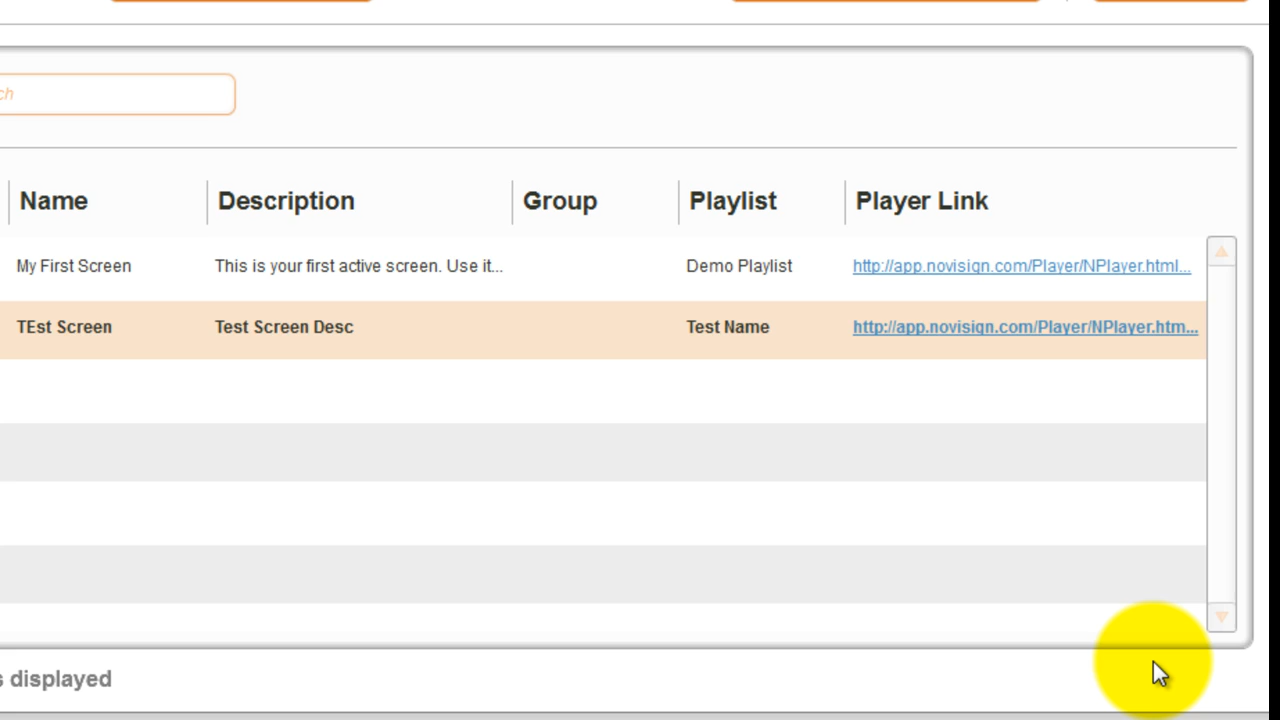 ch
Name Description Group Playlist Player Link
My First Screen This is your first active screen. Use it... Demo Playlist http://app.novisign.com/Player/NPlayer.html...
TEst Screen Test Screen Desc Test Name http://app.novisign.com/Player/NPlayer.htm...
s displayed